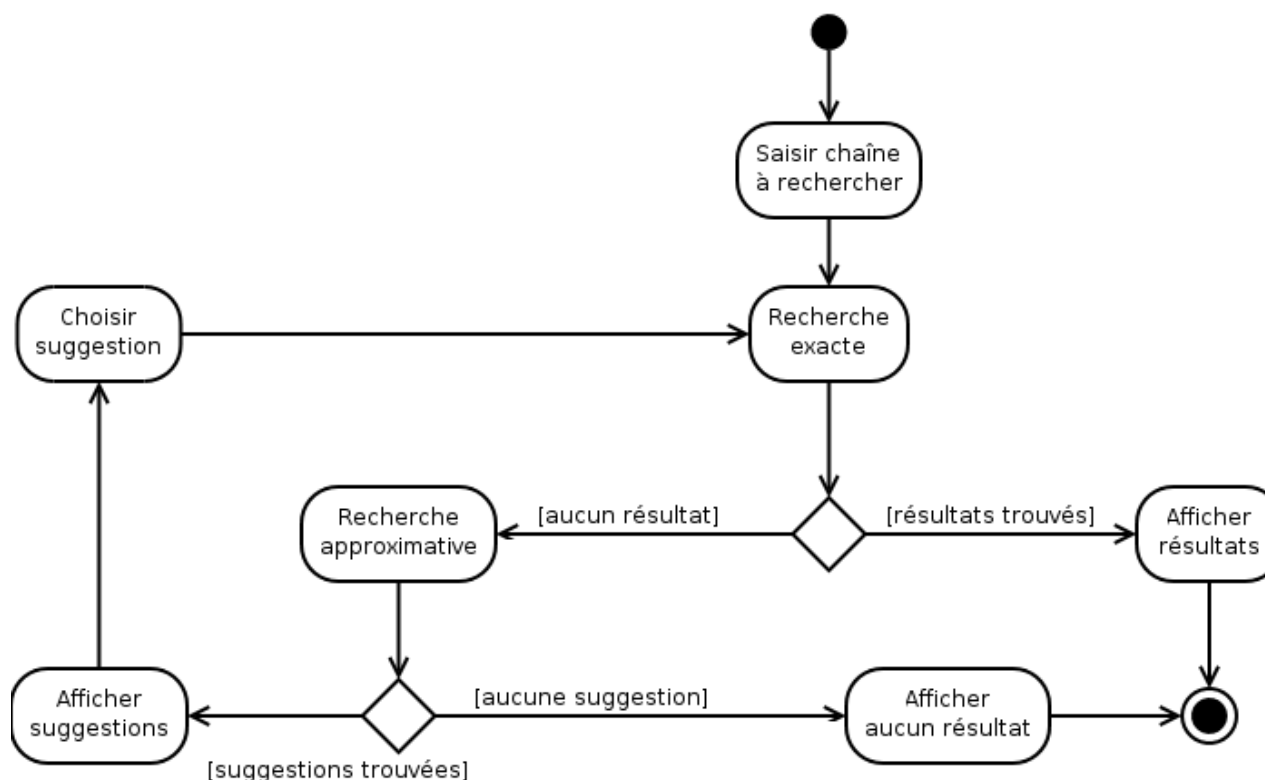 Saisir chaîne
à rechercher
Choisir
suggestion
Recherche
exacte
Recherche
approximative
[aucun résultat]
[résultats trouvés]
Afficher
résultats
Afficher
suggestions
[aucune suggestion]
Afficher
aucun résultat
[suggestions trouvées]